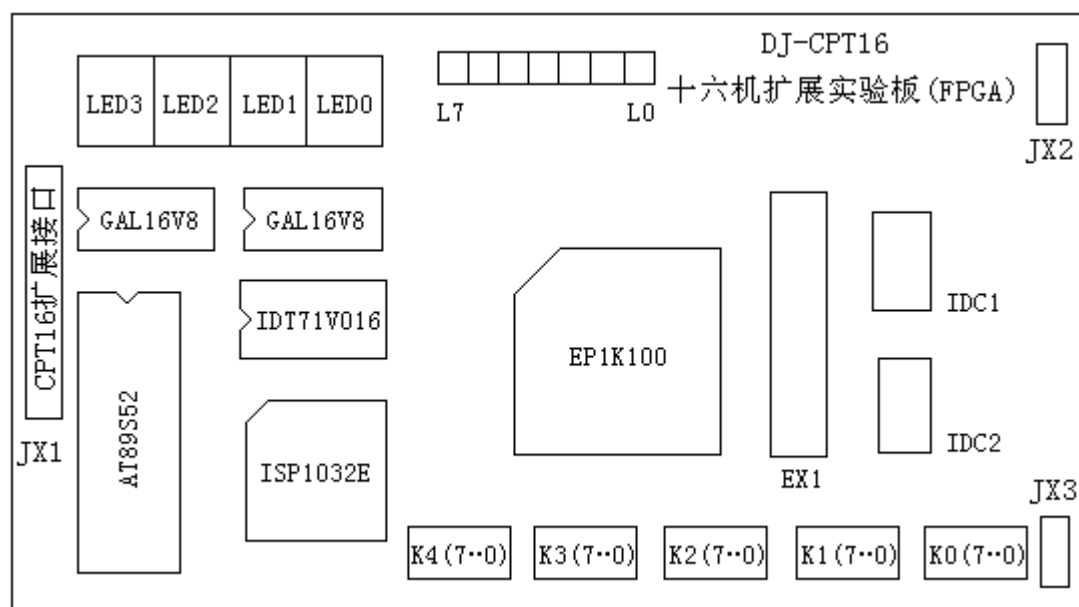 DJ-CPT16
十六机扩展实验板(FPGA)
LED3 LED2 LED1 LED0
L7 L0
JX2
CPT16扩展接口
GAL16V8 GAL16V8
IDT71V016
EP1K100
IDC1
AT89S52
JX1
ISP1032E
IDC2
EX1
JX3
K4(7··0) K3(7··0) K2(7··0) K1(7··0) K0(7··0)